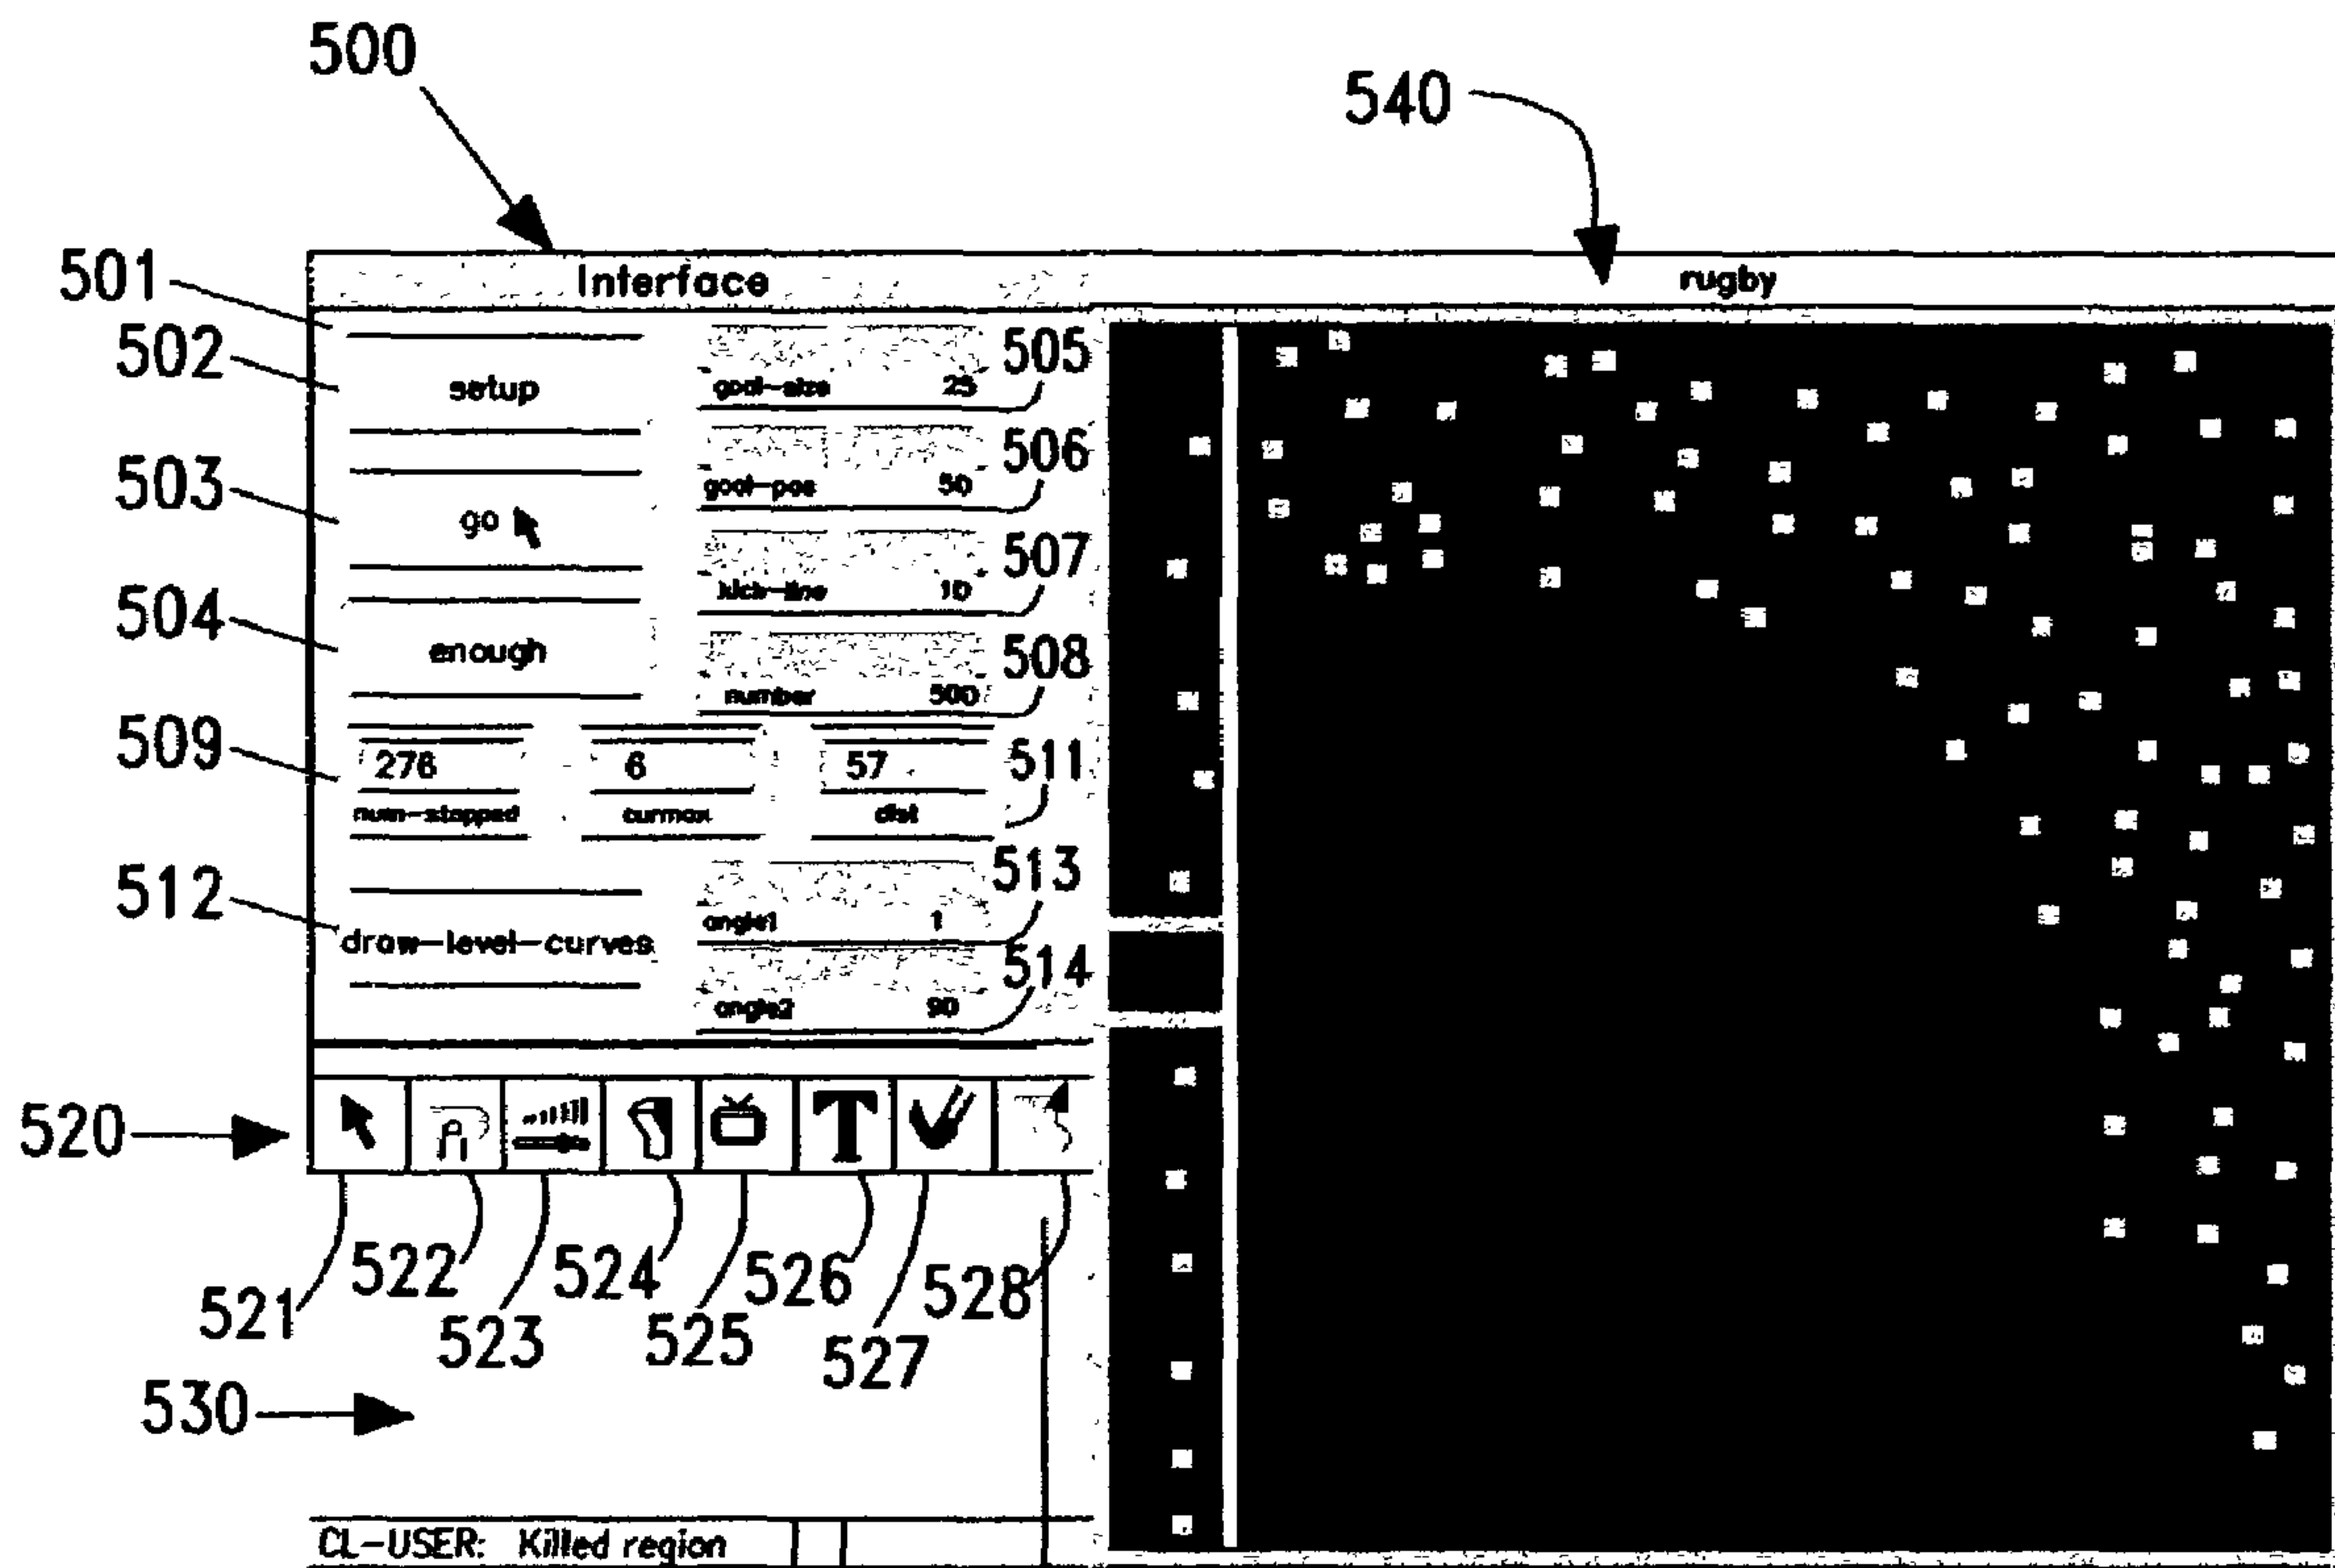 500
540
501
Interface
rugby
502
setup
goal-size 25
505
503
go
goal-pos 50
506
kick-line 10
507
504
enough
number 500
508
509
276
6
57
511
num-stopped
curmax
dist
512
draw-level-curves
angle1 1
513
angle2 90
514
520
T
521
522
523
524
525
526
527
528
530
CL-USER: Killed region